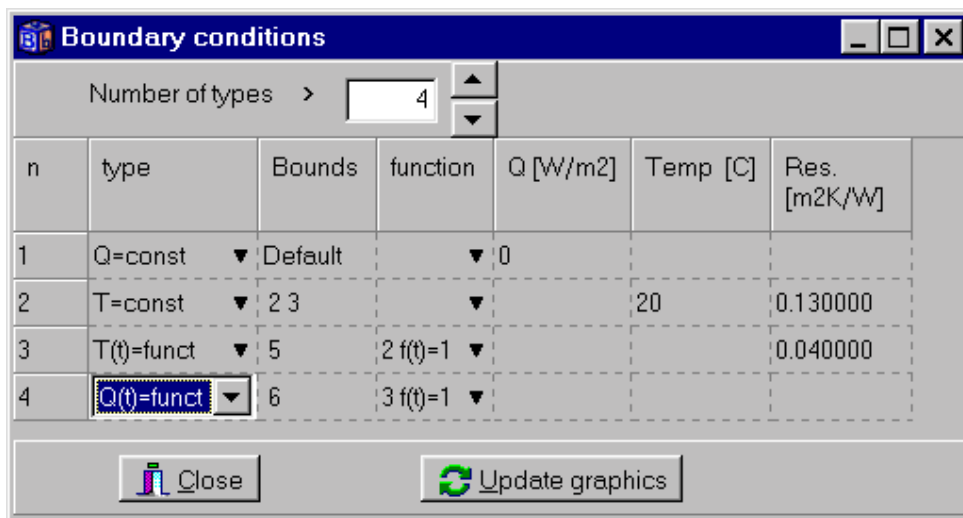 Boundary conditions
Number of types > 4
n type Bounds function Q [W/m2] Temp [C] Res.
[m2K/W]
1 Q=const Default 0
2 T=const 2 3 20 0.130000
3 T(t)=funct 5 2 f(t)=1 0.040000
4 Q(t)=funct 6 3 f(t)=1
Close Update graphics